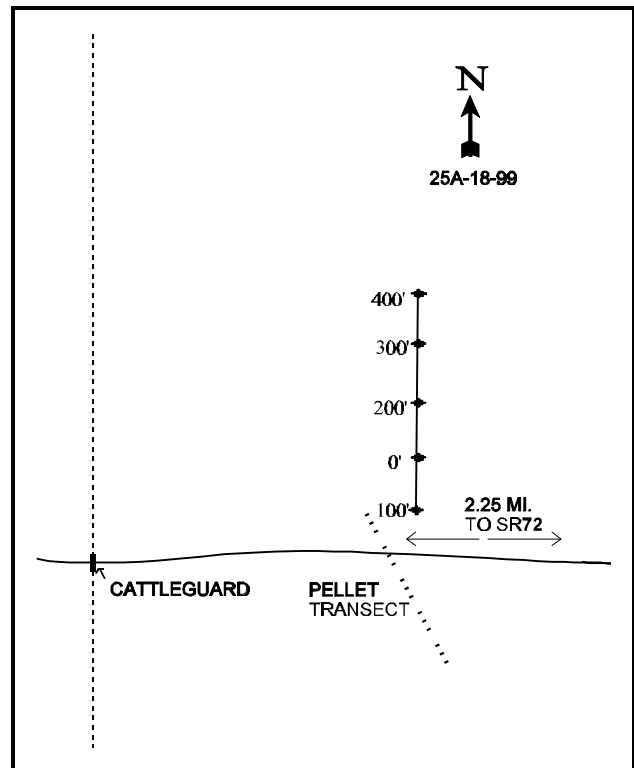 N
25A-18-99
400'
300'
200'
0'
100'
2.25 MI.
TO SR72
CATTLEGUARD
PELLET
TRANSECT